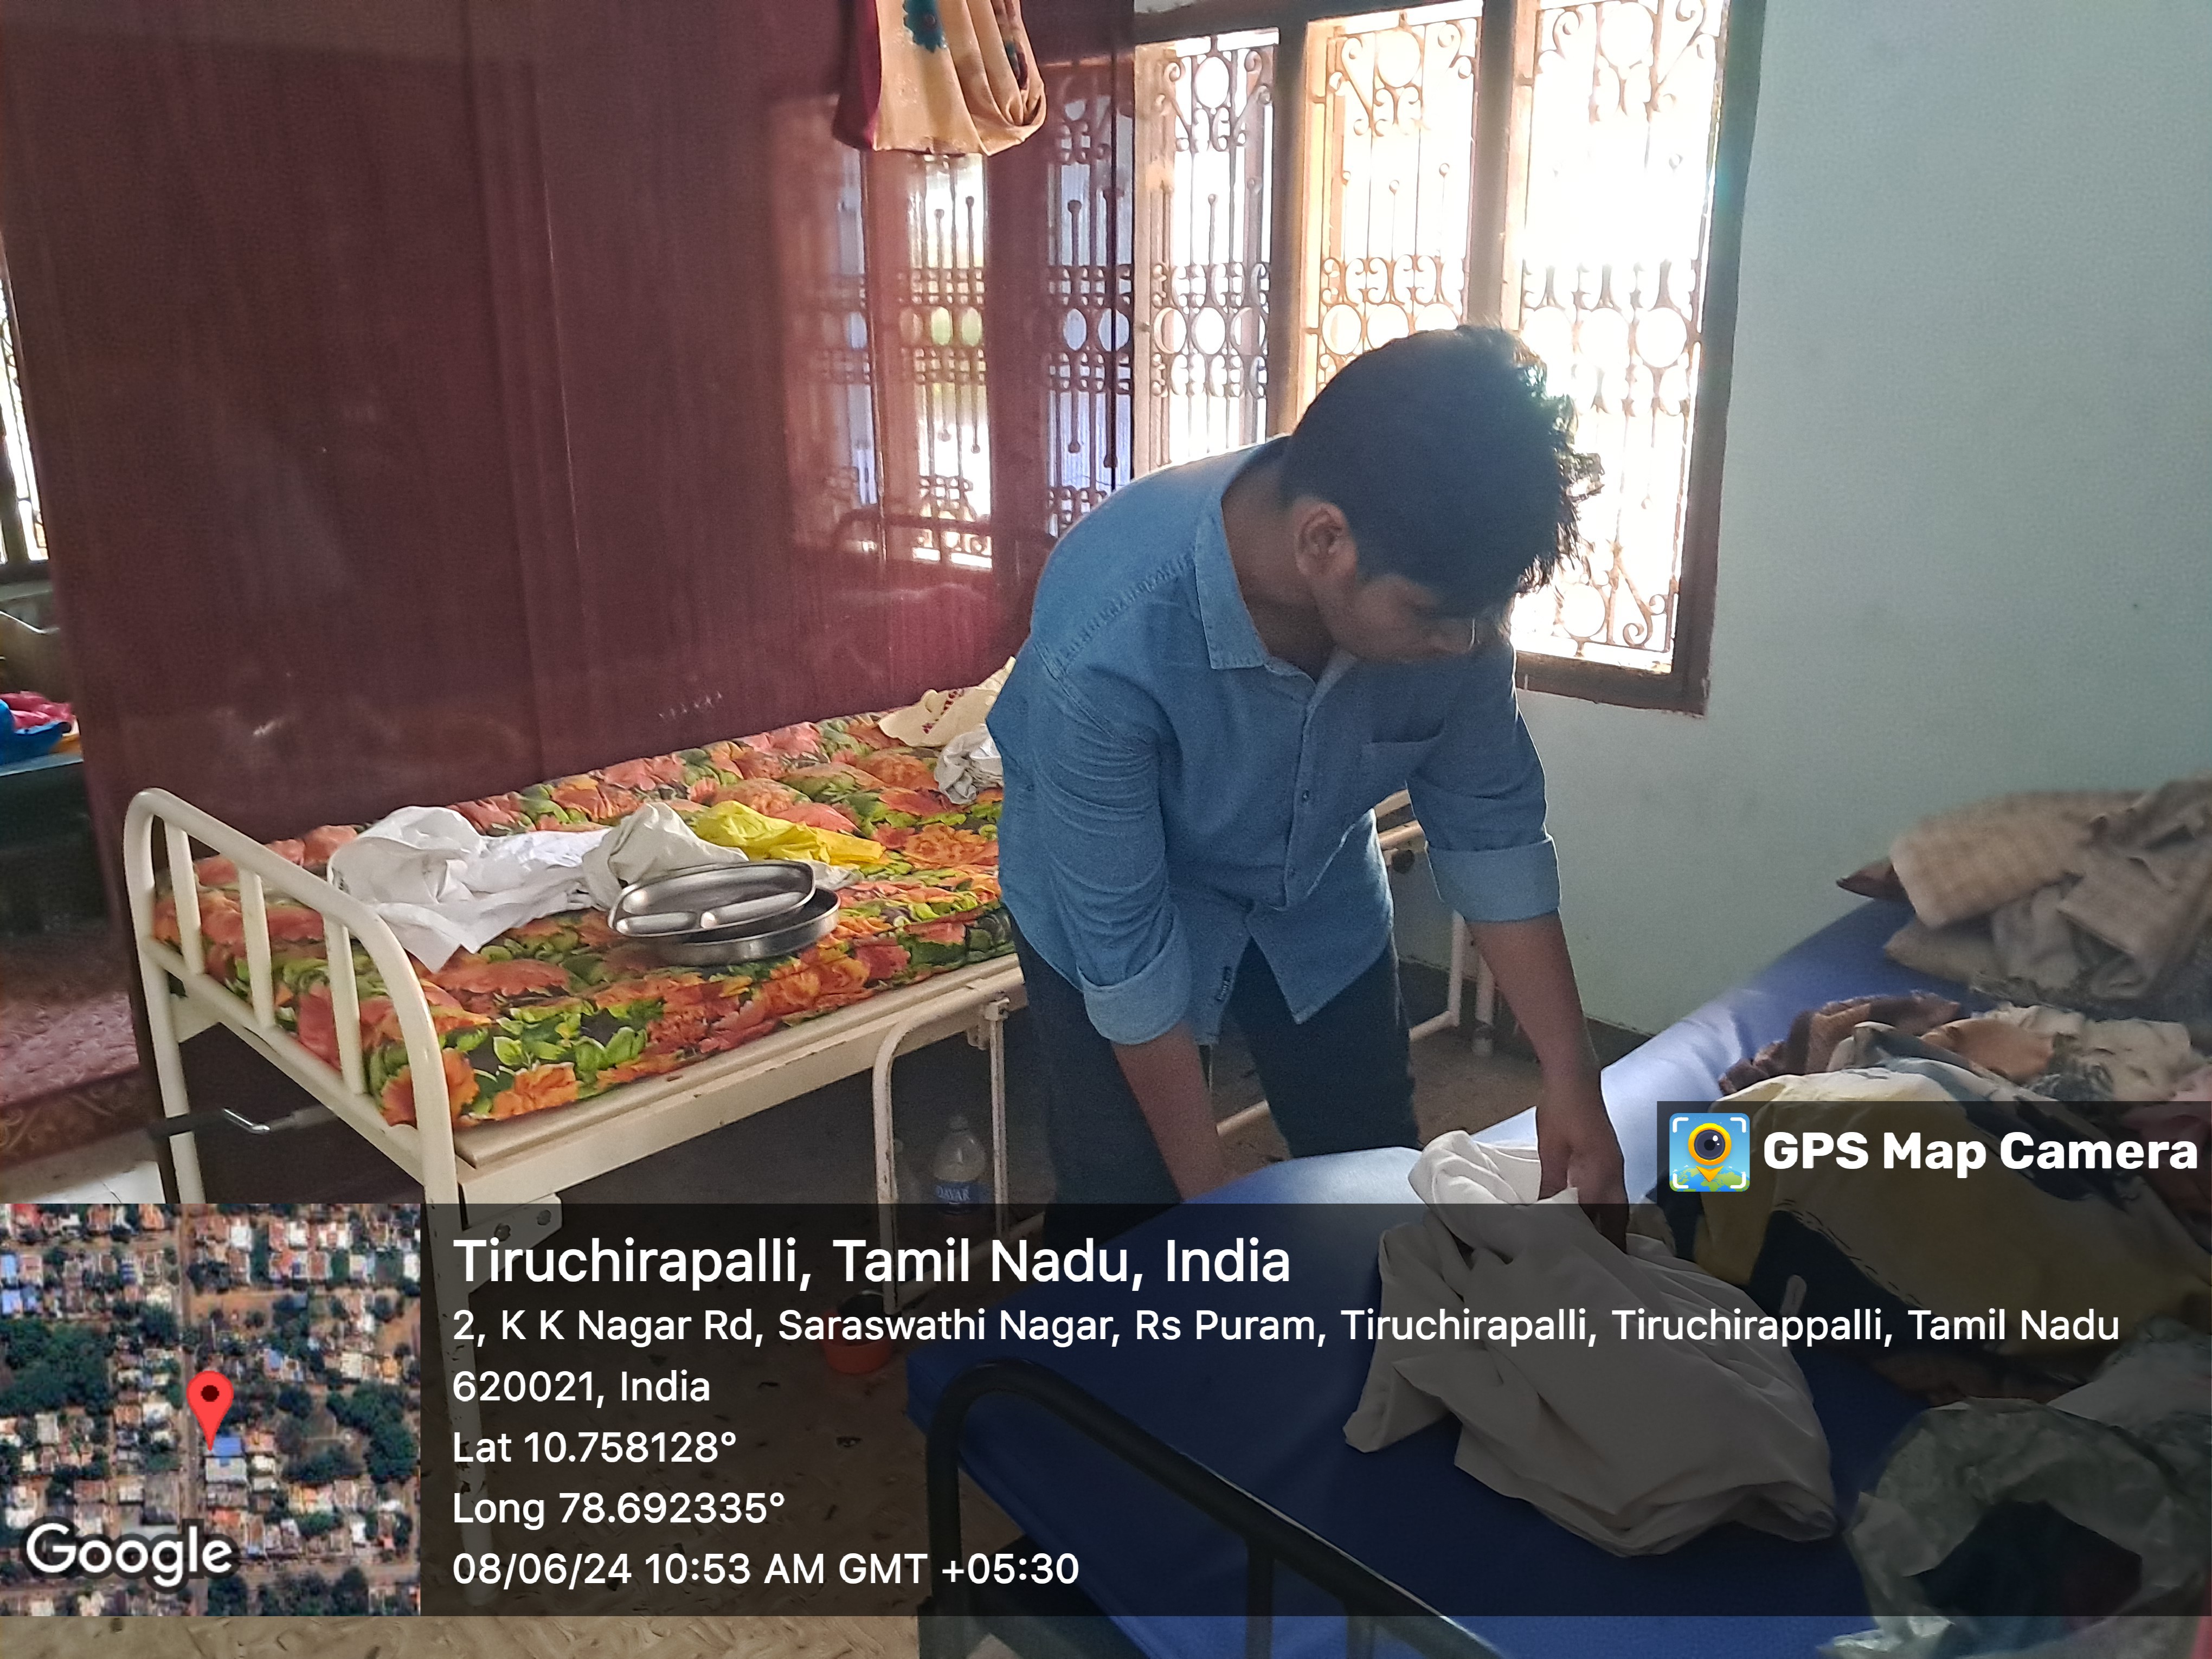 GPS Map Camera
Tiruchirapalli, Tamil Nadu, India
2, K K Nagar Rd, Saraswathi Nagar, Rs Puram, Tiruchirapalli, Tiruchirappalli, Tamil Nadu
620021, India
Lat 10.758128°
Long 78.692335°
08/06/24 10:53 AM GMT +05:30
Google